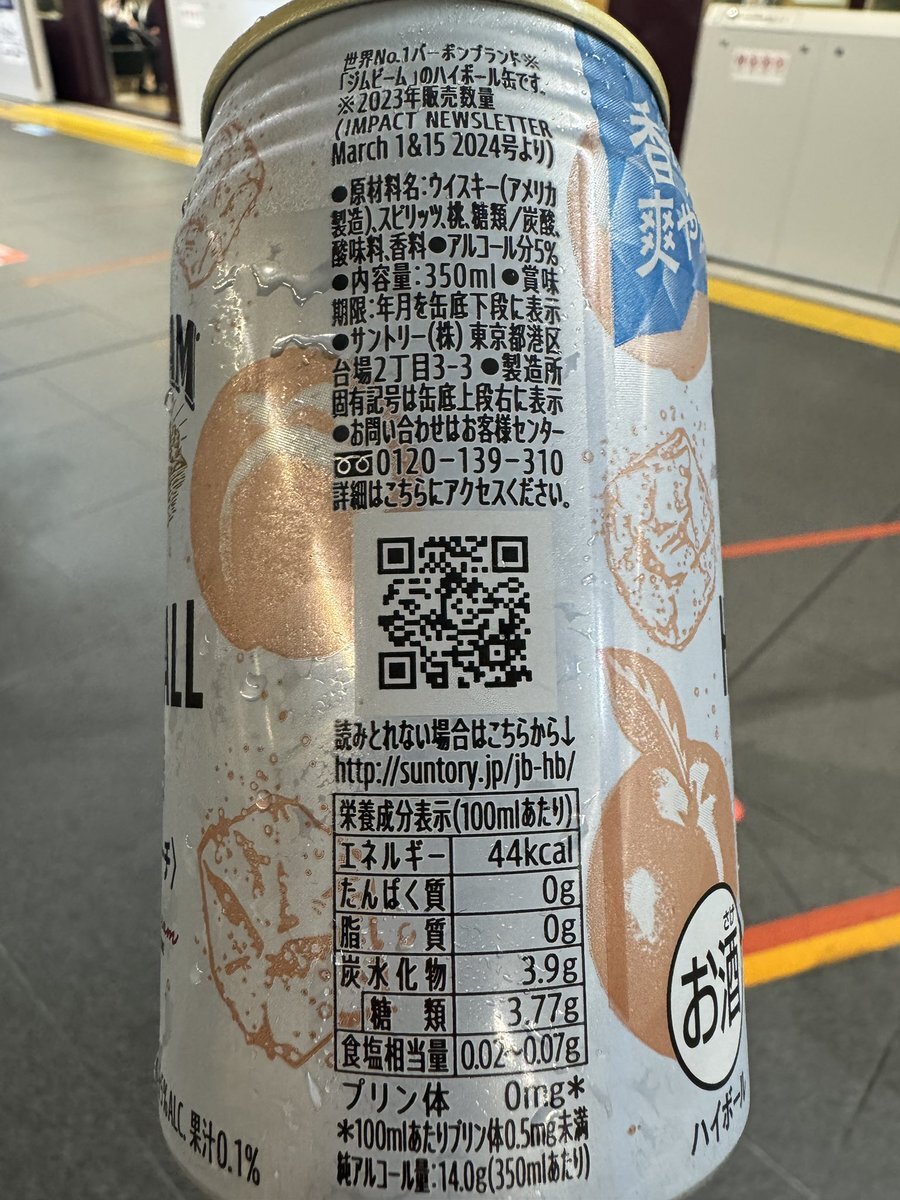 世界No.1バーボンブランド※
「ジムビーム」のハイボール缶です。
※2023年販売数量
(IMPACT NEWSLETTER
March 1&15 2024号より)
●原材料名:ウイスキー(アメリカ
製造)、スピリッツ、桃、糖類/炭酸、
酸味料、香料●アルコール分5%
●内容量:350ml●賞味
期限:年月を缶底下段に表示
●サントリー(株) 東京都港区
台場2丁目3-3●製造所
固有記号は缶底上段右に表示
●お問い合わせはお客様センター
0120-139-310
詳細はこちらにアクセスください。
読みとれない場合はこちらから↓
http://suntory.jp/jb-hb/
栄養成分表示(100mlあたり)
エネルギー 44kcal
たんぱく質 0g
脂質 0g
炭水化物 3.9g
糖類 3.77g
食塩相当量 0.02~0.07g
プリン体 0mg*
*100mlあたりプリン体0.5mg未満
純アルコール量:14.0g(350mlあたり)
香
爽や
さけ
お酒
ハイボール
ALL
%ALC. 果汁0.1%